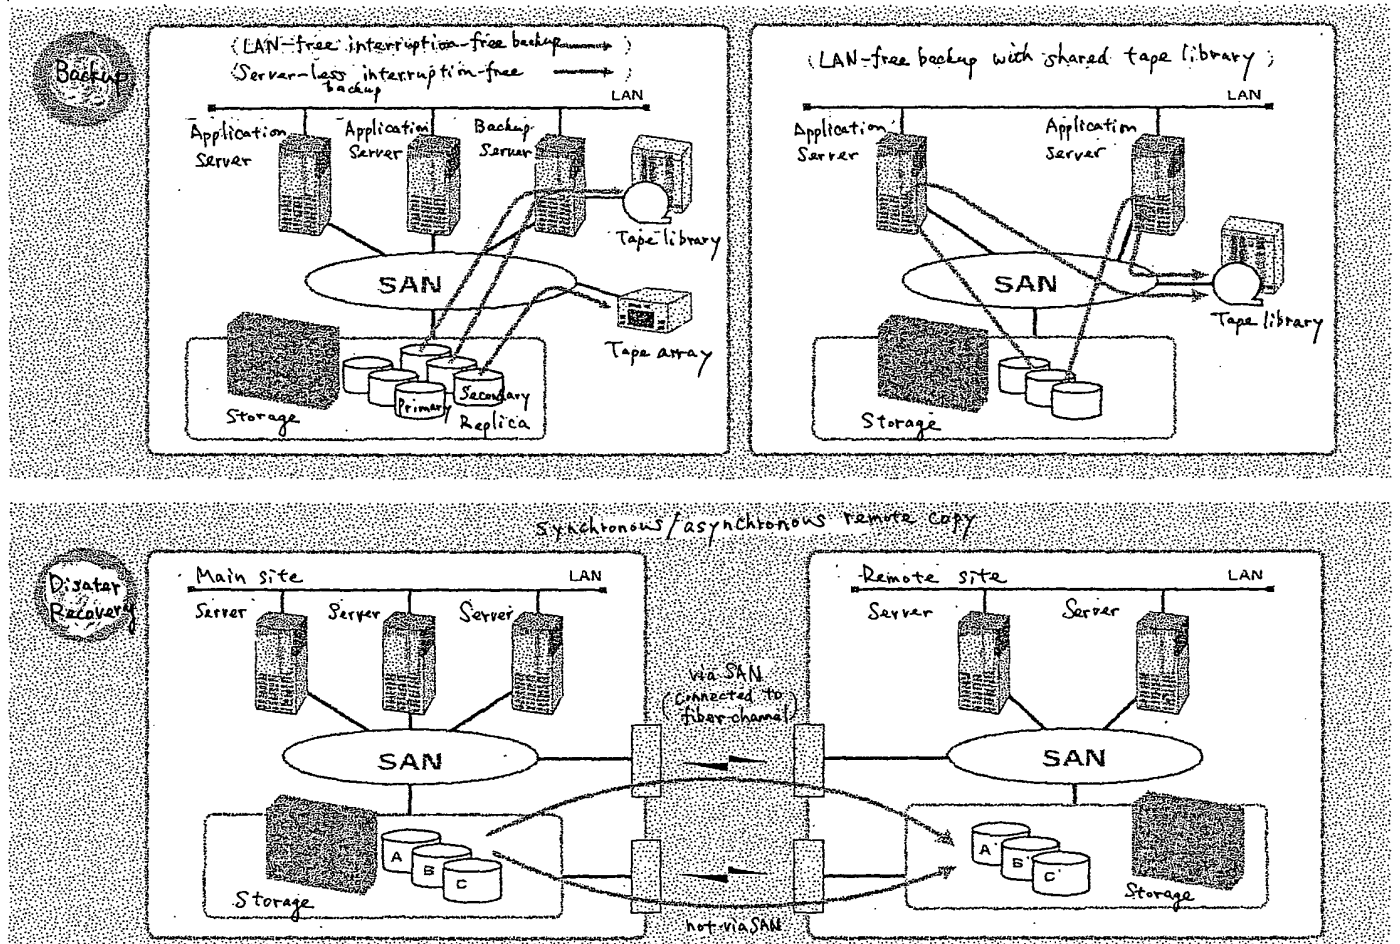 Backup
(LAN-free interruption-free backup )
(Server-less interruption-free )
backup
LAN
Application
Server
Application
Server
Backup
Server
Tape library
SAN
Tape array
Storage
Primary
Secondary
Replica
(LAN-free backup with shared tape library)
LAN
Application
Server
Application
Server
SAN
Tape library
Storage
synchronous/asynchronous remote copy
Disater
Recovery
Main site
LAN
Server
Server
Server
SAN
A
B
C
Storage
via SAN
(connected to
fiber channel)
not via SAN
Remote site
LAN
Server
Server
SAN
A'
B'
C'
Storage